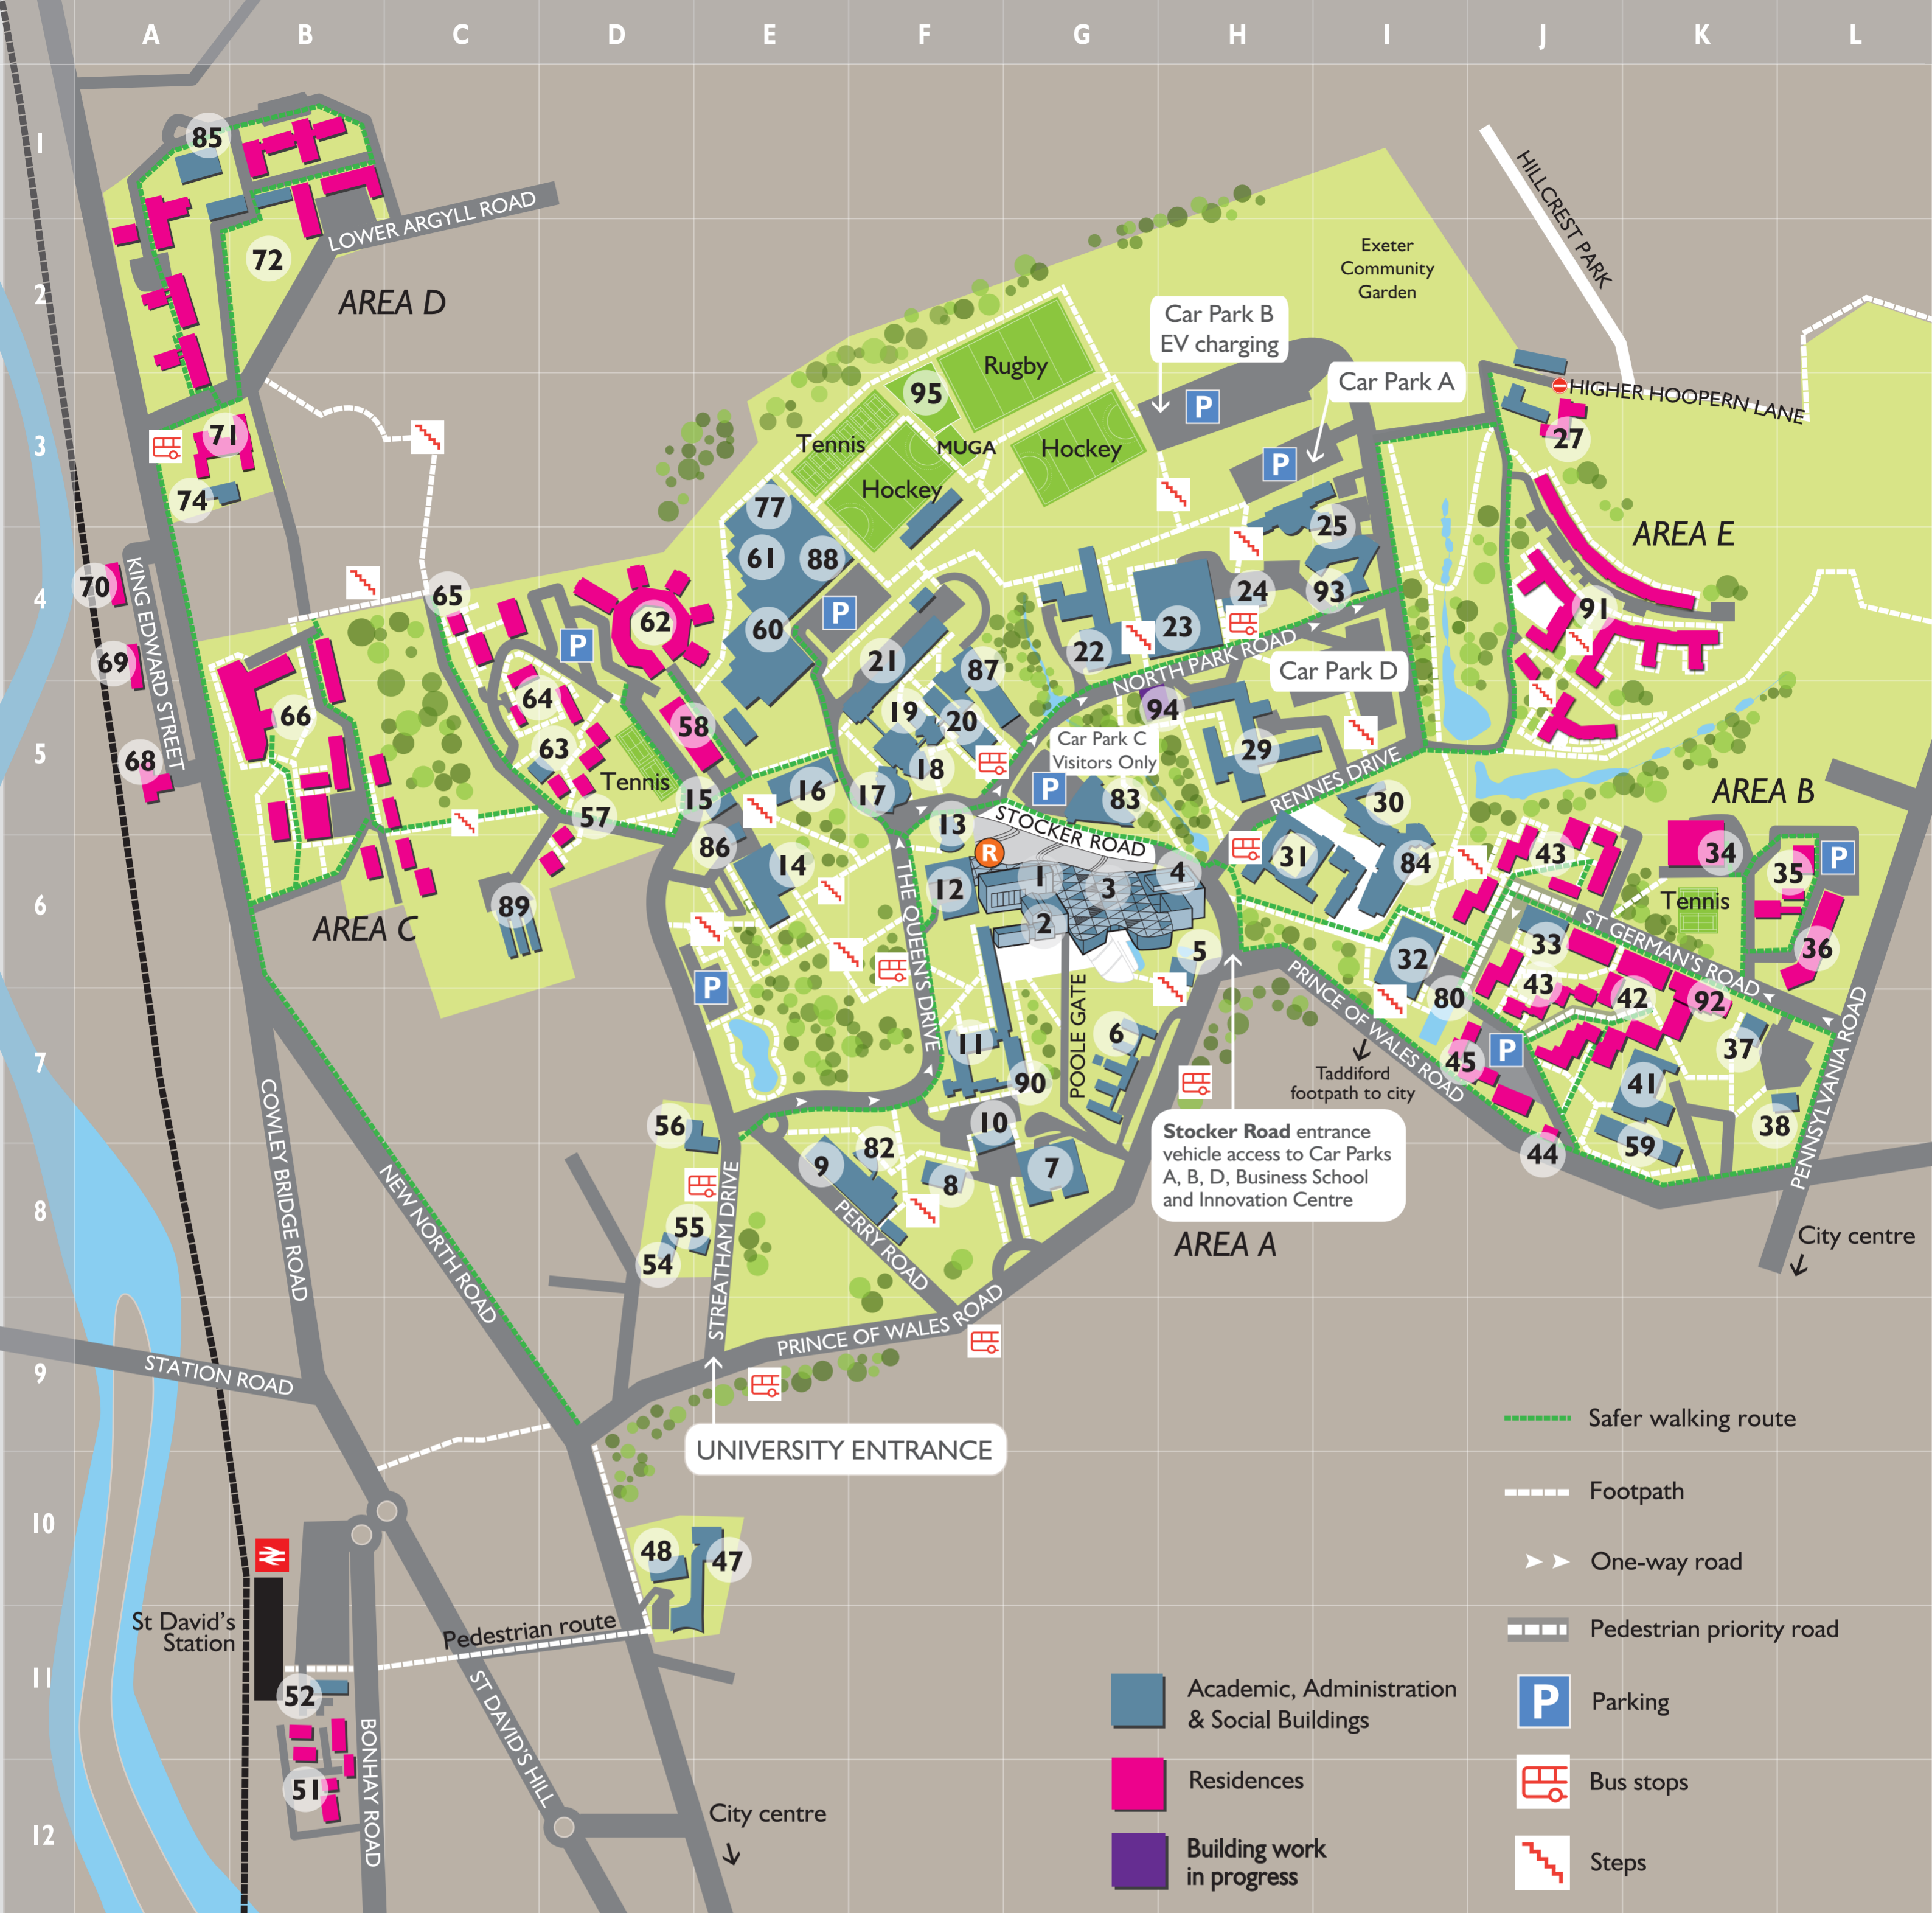 A B C D E F G H I J K L
1
2
3
4
5
6
7
8
9
10
11
12
85
72
LOWER ARGYLL ROAD
AREA D
71
74
70
69
68
KING EDWARD STREET
66
65
64
63
62
58
57
Tennis
AREA C
89
HILLCREST PARK
Exeter
Community
Garden
Car Park B
EV charging
Car Park A
P
P
HIGHER HOOPERN LANE
27
AREA E
91
Rugby
95
Tennis
MUGA
Hockey
Hockey
77
61
88
60
P
P
21
87
19
20
18
17
16
15
86
14
13
12
R
22
23
24
25
93
NORTH PARK ROAD
Car Park D
94
Car Park C
Visitors Only
P
83
29
RENNES DRIVE
30
STOCKER ROAD
1
2
3
4
5
31
84
32
80
THE QUEEN'S DRIVE
POOLE GATE
6
11
90
10
7
8
9
82
PERRY ROAD
P
56
55
54
STREATHAM DRIVE
PRINCE OF WALES ROAD
AREA B
43
34
35
P
Tennis
36
ST GERMAN'S ROAD
33
43
42
92
37
38
41
59
44
45
P
PRINCE OF WALES ROAD
Taddiford
footpath to city
PENNSYLVANIA ROAD
City centre
Stocker Road entrance
vehicle access to Car Parks
A, B, D, Business School
and Innovation Centre
AREA A
COWLEY BRIDGE ROAD
NEW NORTH ROAD
STATION ROAD
UNIVERSITY ENTRANCE
48
47
St David's
Station
Pedestrian route
52
51
BONHAY ROAD
ST DAVID'S HILL
City centre
Safer walking route
Footpath
One-way road
Pedestrian priority road
Academic, Administration
& Social Buildings
P
Parking
Residences
Bus stops
Building work
in progress
Steps